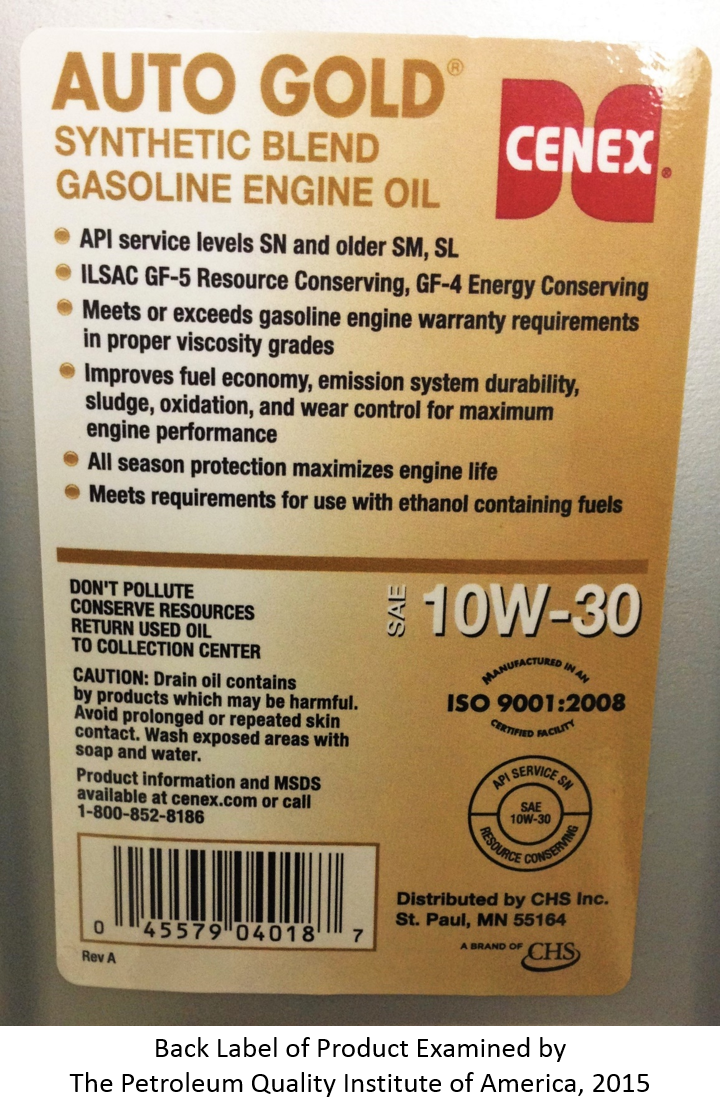 AUTO GOLD®
SYNTHETIC BLEND
GASOLINE ENGINE OIL
CENEX®
API service levels SN and older SM, SL
ILSAC GF-5 Resource Conserving, GF-4 Energy Conserving
Meets or exceeds gasoline engine warranty requirements
in proper viscosity grades
Improves fuel economy, emission system durability,
sludge, oxidation, and wear control for maximum
engine performance
All season protection maximizes engine life
Meets requirements for use with ethanol containing fuels
DON'T POLLUTE
CONSERVE RESOURCES
RETURN USED OIL
TO COLLECTION CENTER
CAUTION: Drain oil contains
by products which may be harmful.
Avoid prolonged or repeated skin
contact. Wash exposed areas with
soap and water.
Product information and MSDS
available at cenex.com or call
1-800-852-8186
0 45579 04018 7
Rev A
SAE 10W-30
MANUFACTURED IN AN
ISO 9001:2008
CERTIFIED FACILITY
API SERVICE SN
SAE
10W-30
RESOURCE CONSERVING
Distributed by CHS Inc.
St. Paul, MN 55164
A BRAND OF CHS
Back Label of Product Examined by
The Petroleum Quality Institute of America, 2015